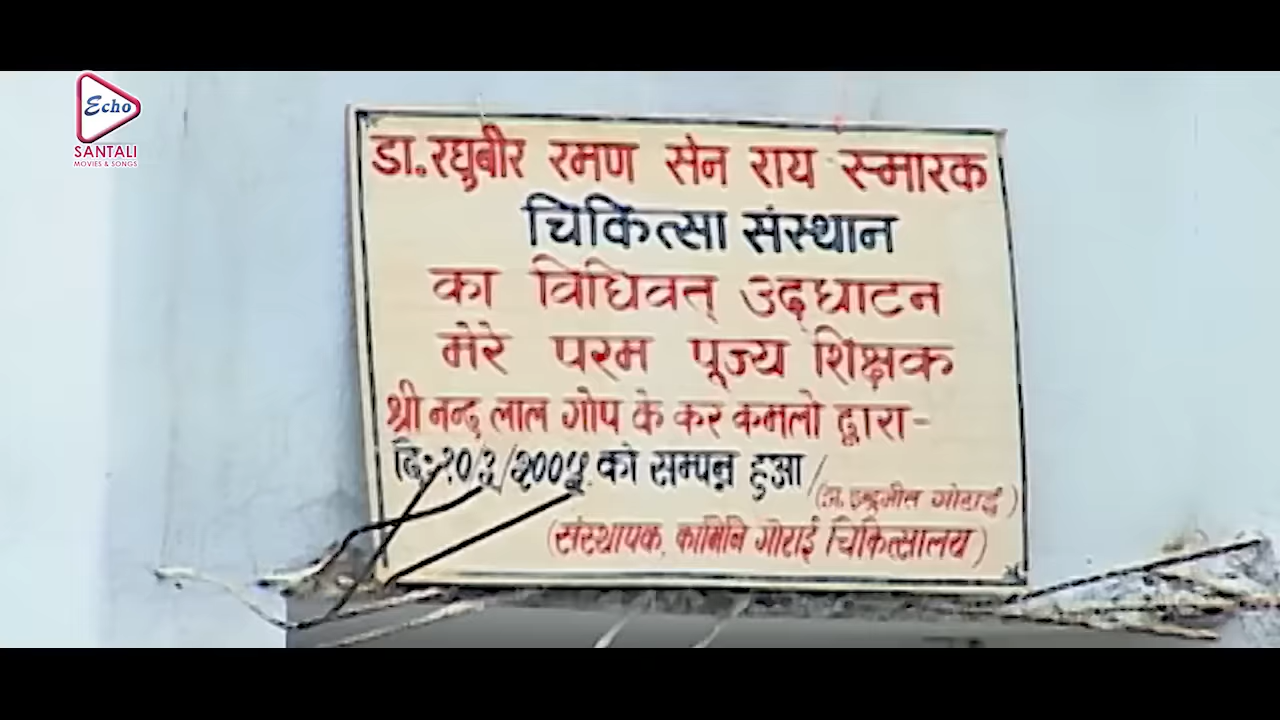 Echo
SANTALI
MOVIES & SONGS
डा. रघुबीर रमण सेन राय स्मारक
चिकित्सा संस्थान
का विधिवत् उद्घाटन
मेरे परम पूज्य शिक्षक
श्री नन्द लाल गोप के कर कमलो द्वारा-
को सम्पन्न हुआ
गोराई)
(संस्थापक, कामिनि गोराई चिकित्सालय)